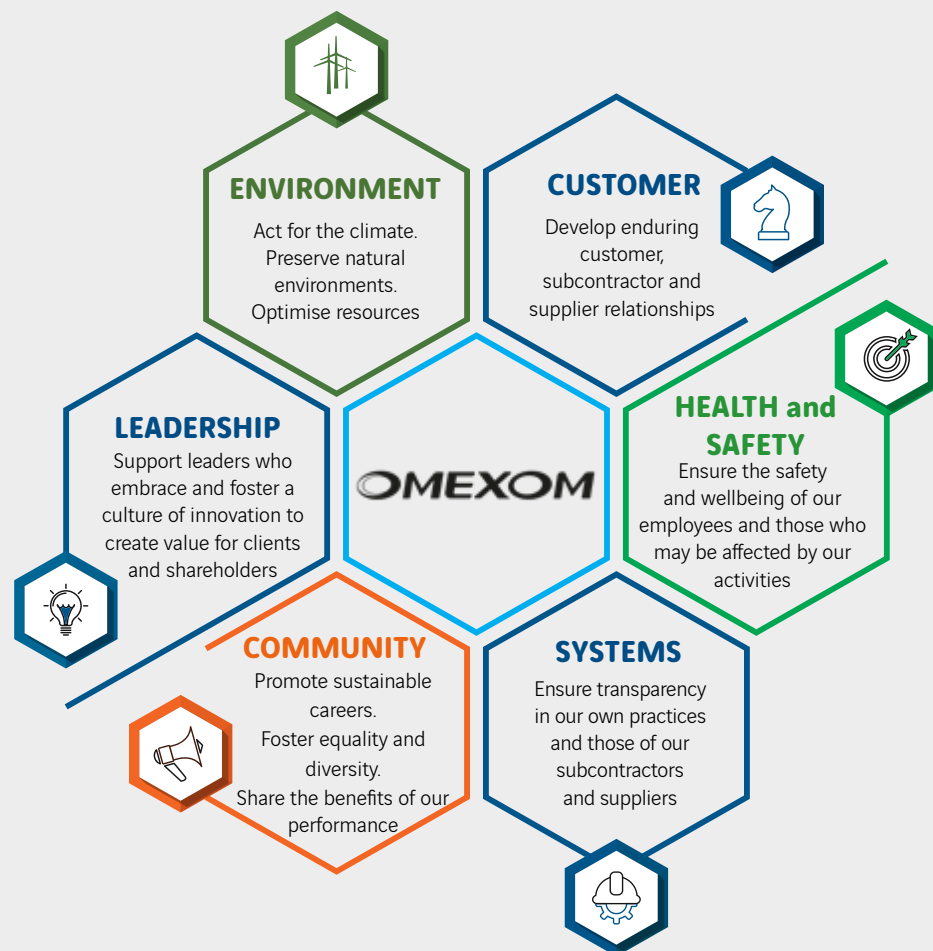 ENVIRONMENT
Act for the climate.
Preserve natural
environments.
Optimise resources
CUSTOMER
Develop enduring
customer,
subcontractor and
supplier relationships
LEADERSHIP
Support leaders who
embrace and foster a
culture of innovation to
create value for clients
and shareholders
OMEXOM
HEALTH and
SAFETY
Ensure the safety
and wellbeing of our
employees and those who
may be affected by our
activities
COMMUNITY
Promote sustainable
careers.
Foster equality and
diversity.
Share the benefits of our
performance
SYSTEMS
Ensure transparency
in our own practices
and those of our
subcontractors
and suppliers